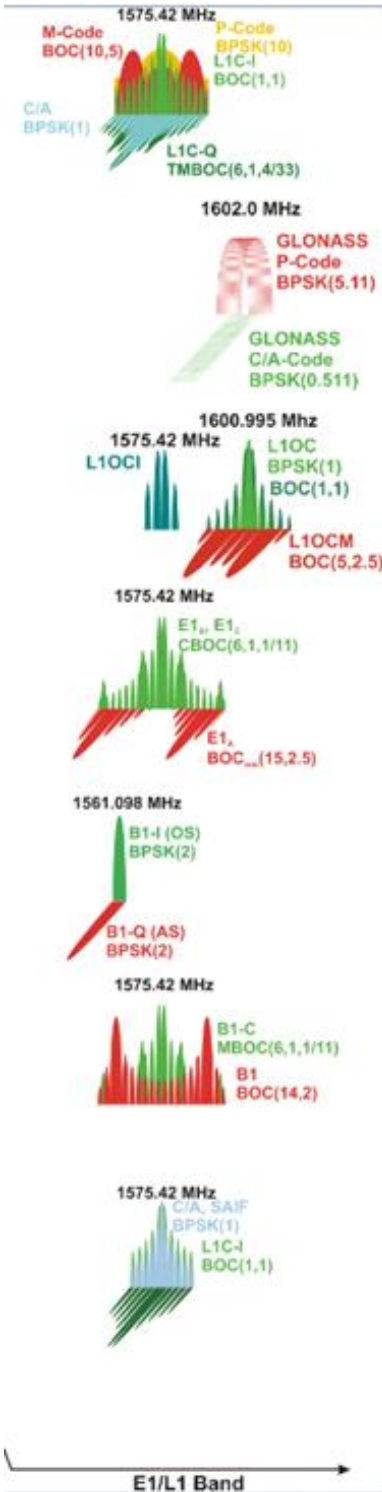 1575.42 MHz
M-Code
BOC(10,5)
P-Code
BPSK(10)
L1C-I
BOC(1,1)
C/A
BPSK(1)
L1C-Q
TMBOC(6,1,4/33)
1602.0 MHz
GLONASS
P-Code
BPSK(5.11)
GLONASS
C/A-Code
BPSK(0.511)
1600.995 Mhz
1575.42 MHz
L1OCI
L1OC
BPSK(1)
BOC(1,1)
L1OCM
BOC(5,2.5)
1575.42 MHz
E1B, E1C
CBOC(6,1,1/11)
E1A
BOCcos(15,2.5)
1561.098 MHz
B1-I (OS)
BPSK(2)
B1-Q (AS)
BPSK(2)
1575.42 MHz
B1-C
MBOC(6,1,1/11)
B1
BOC(14,2)
1575.42 MHz
C/A, SAIF
BPSK(1)
L1C-I
BOC(1,1)
E1/L1 Band